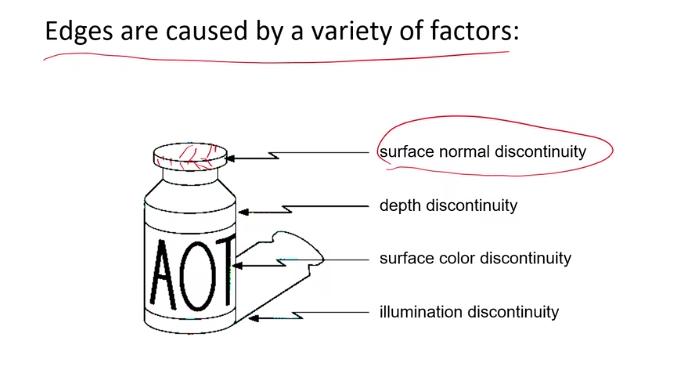 Edges are caused by a variety of factors:
surface normal discontinuity
depth discontinuity
AOT
surface color discontinuity
illumination discontinuity